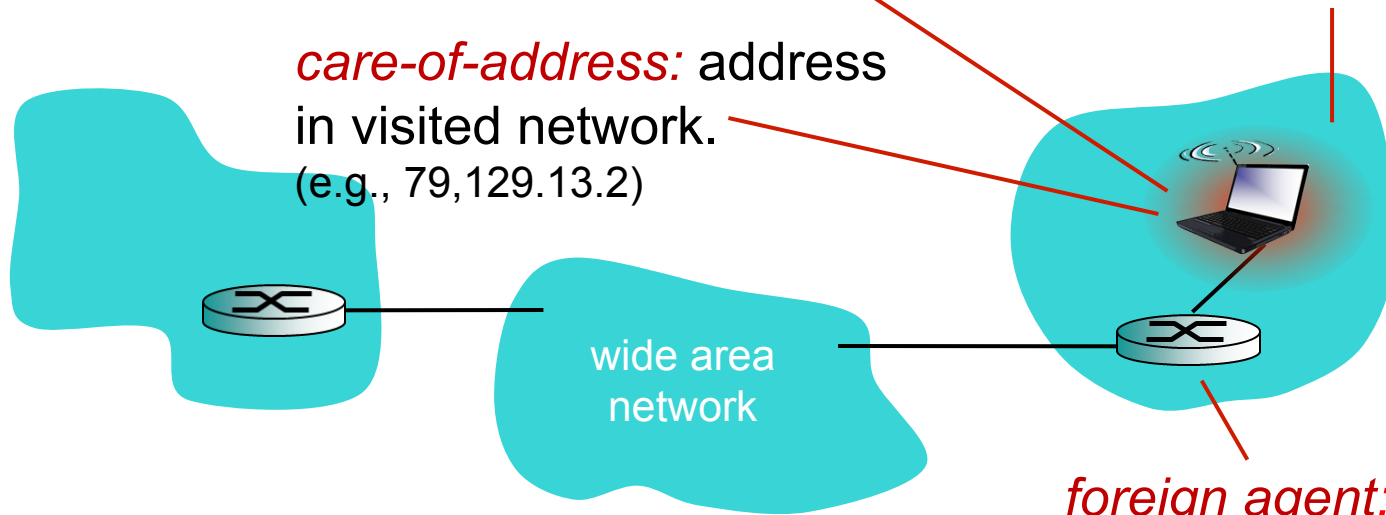 care-of-address: address
in visited network.
(e.g., 79,129.13.2)
wide area
network
foreign agent: